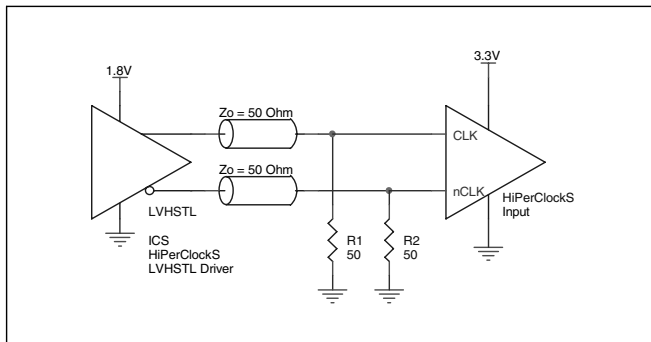 1.8V
3.3V
Zo = 50 Ohm
CLK
Zo = 50 Ohm
nCLK
HiPerClockS
Input
LVHSTL
ICS
HiPerClockS
LVHSTL Driver
R1
50
R2
50